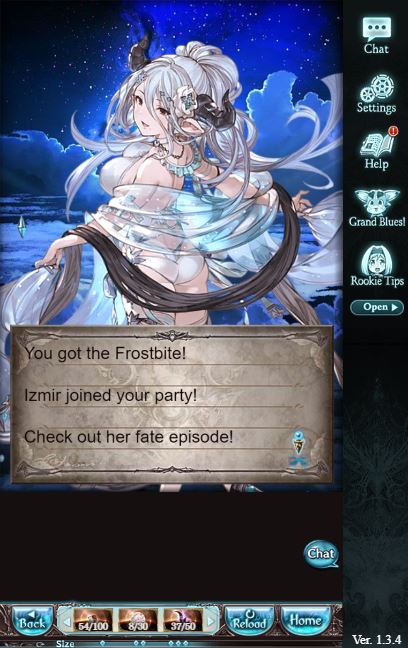 Chat
Settings
Help
Grand Blues!
Rookie Tips
Open
You got the Frostbite!
Izmir joined your party!
Check out her fate episode!
Chat
Back
54/100
8/30
37/50
Reload
Home
Size
Ver. 1.3.4